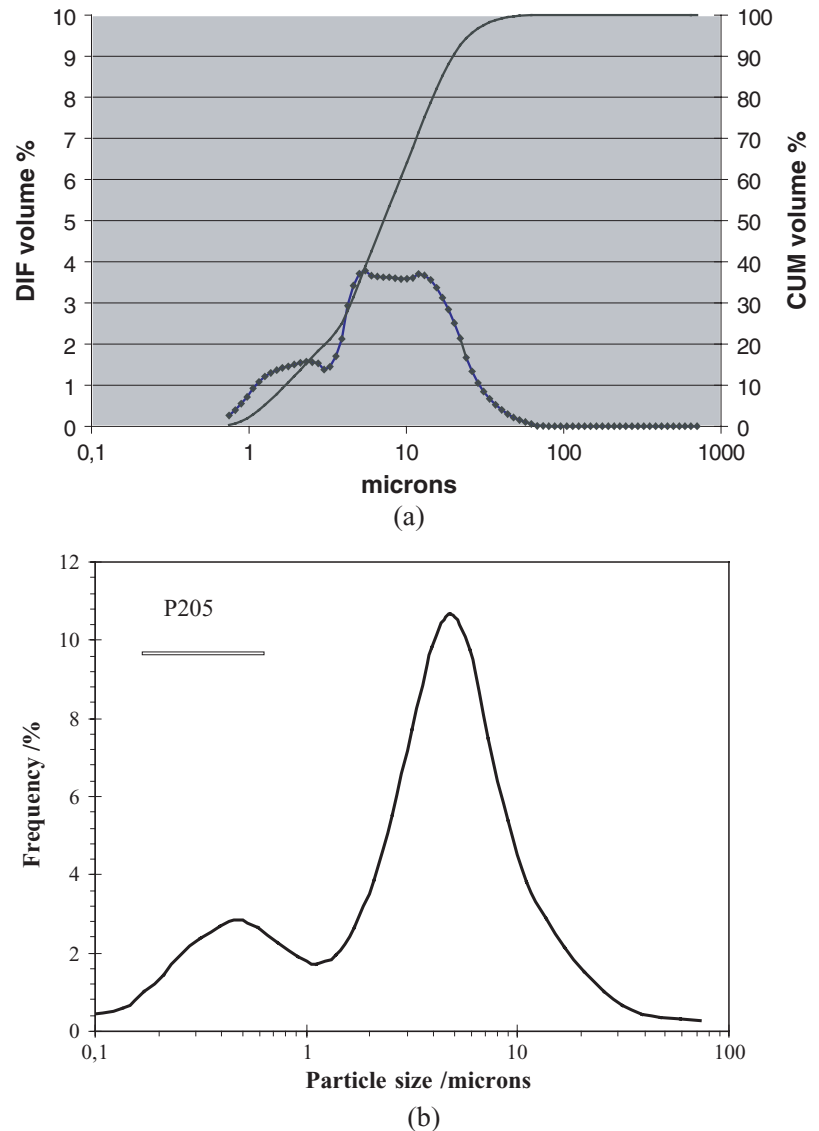 10 100
9 90
8 80
7 70
6 60
5 50
4 40
3 30
2 20
1 10
0 0
0,1 1 10 100 1000
DIF volume %
CUM volume %
microns
(a)
12
10
8
6
4
2
0
P205
Frequency /%
0,1 1 10 100
Particle size /microns
(b)